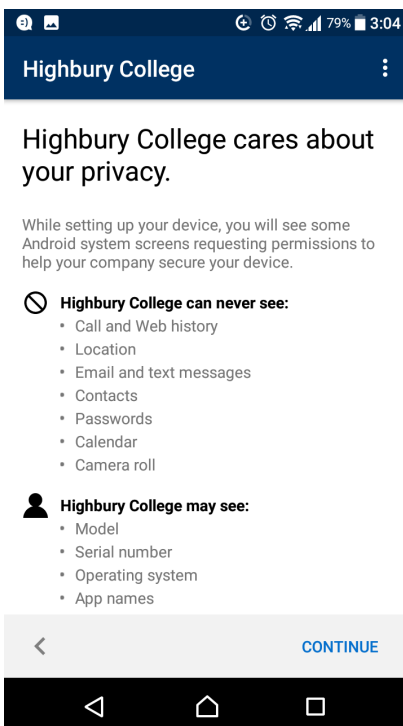 79% 3:04
Highbury College
Highbury College cares about
your privacy.
While setting up your device, you will see some
Android system screens requesting permissions to
help your company secure your device.
Highbury College can never see:
• Call and Web history
• Location
• Email and text messages
• Contacts
• Passwords
• Calendar
• Camera roll
Highbury College may see:
• Model
• Serial number
• Operating system
• App names
CONTINUE